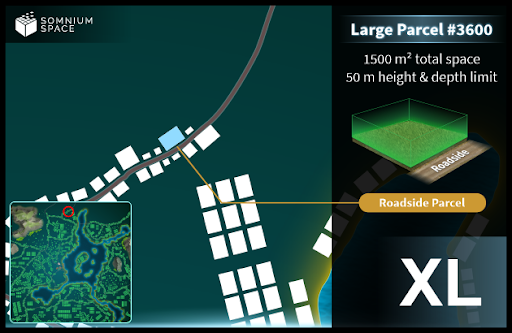 SOMNIUM
SPACE
Large Parcel #3600
1500 m² total space
50 m height & depth limit
Roadside
Roadside Parcel
XL